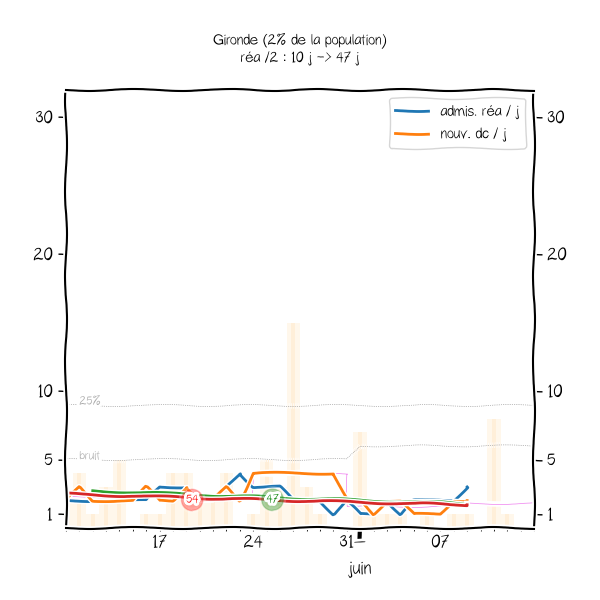 Gironde (2% de la population)
réa /2 : 10 j -> 47 j
admis. réa / j
nouv. dc / j
30
30
20
20
10
10
25%
bruit
5
5
54
47
1
1
17
24
31
07
juin